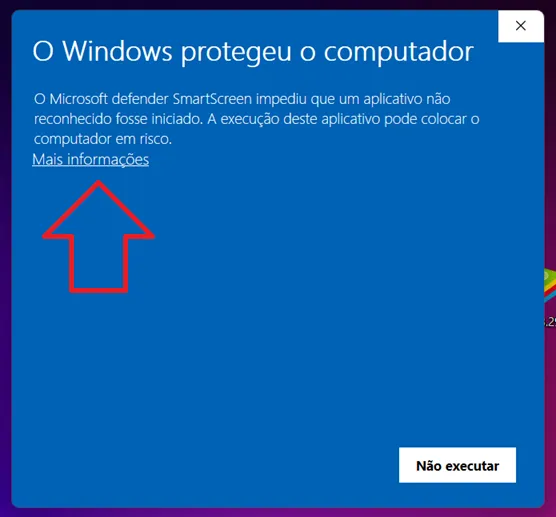 O Windows protegeu o computador
O Microsoft defender SmartScreen impediu que um aplicativo não
reconhecido fosse iniciado. A execução deste aplicativo pode colocar o
computador em risco.
Mais informações
Não executar